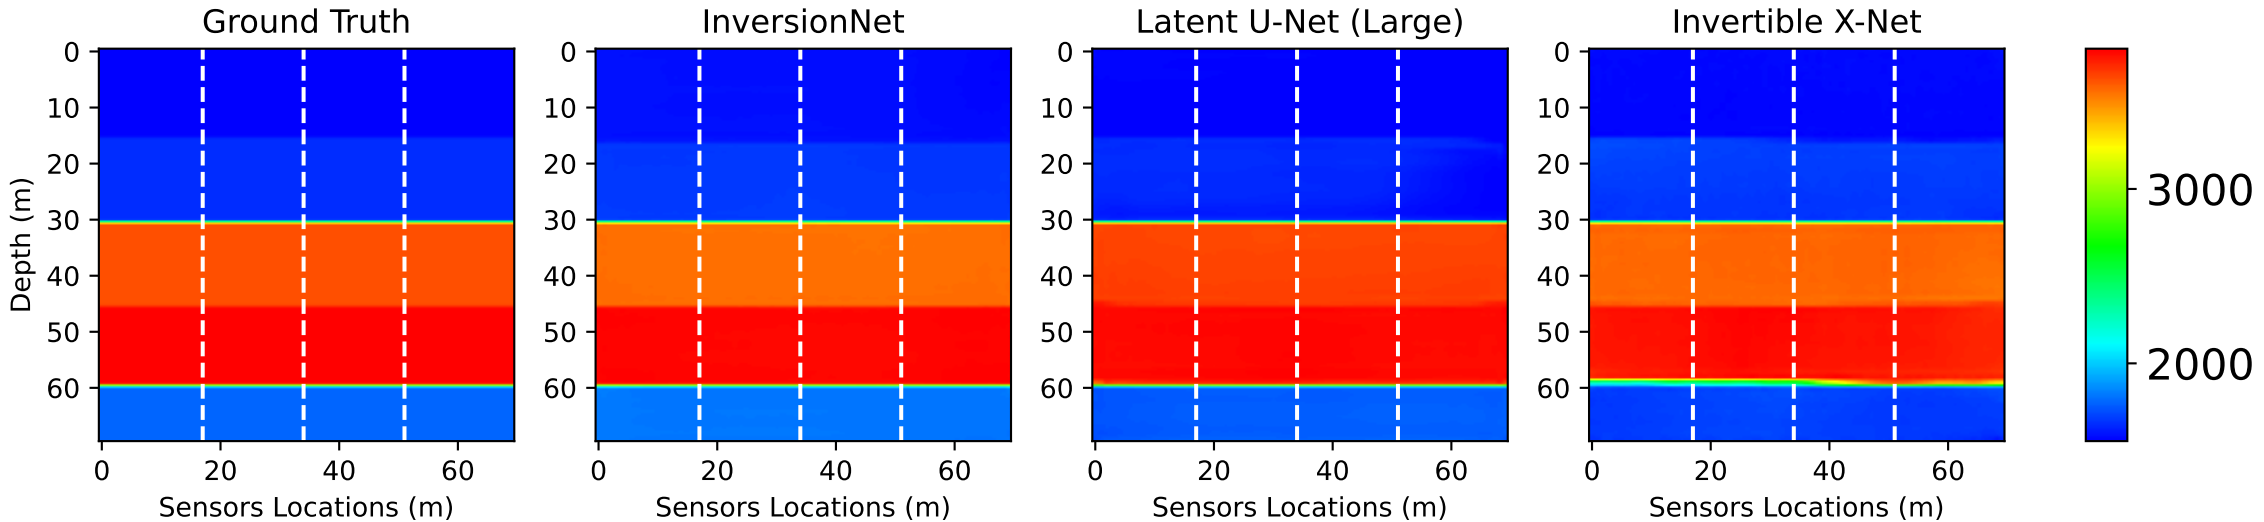 Ground Truth
InversionNet
Latent U-Net (Large)
Invertible X-Net
Depth (m)
0
10
20
30
40
50
60
0 20 40 60
Sensors Locations (m)
0
10
20
30
40
50
60
0 20 40 60
Sensors Locations (m)
0
10
20
30
40
50
60
0 20 40 60
Sensors Locations (m)
0
10
20
30
40
50
60
0 20 40 60
Sensors Locations (m)
3000
2000